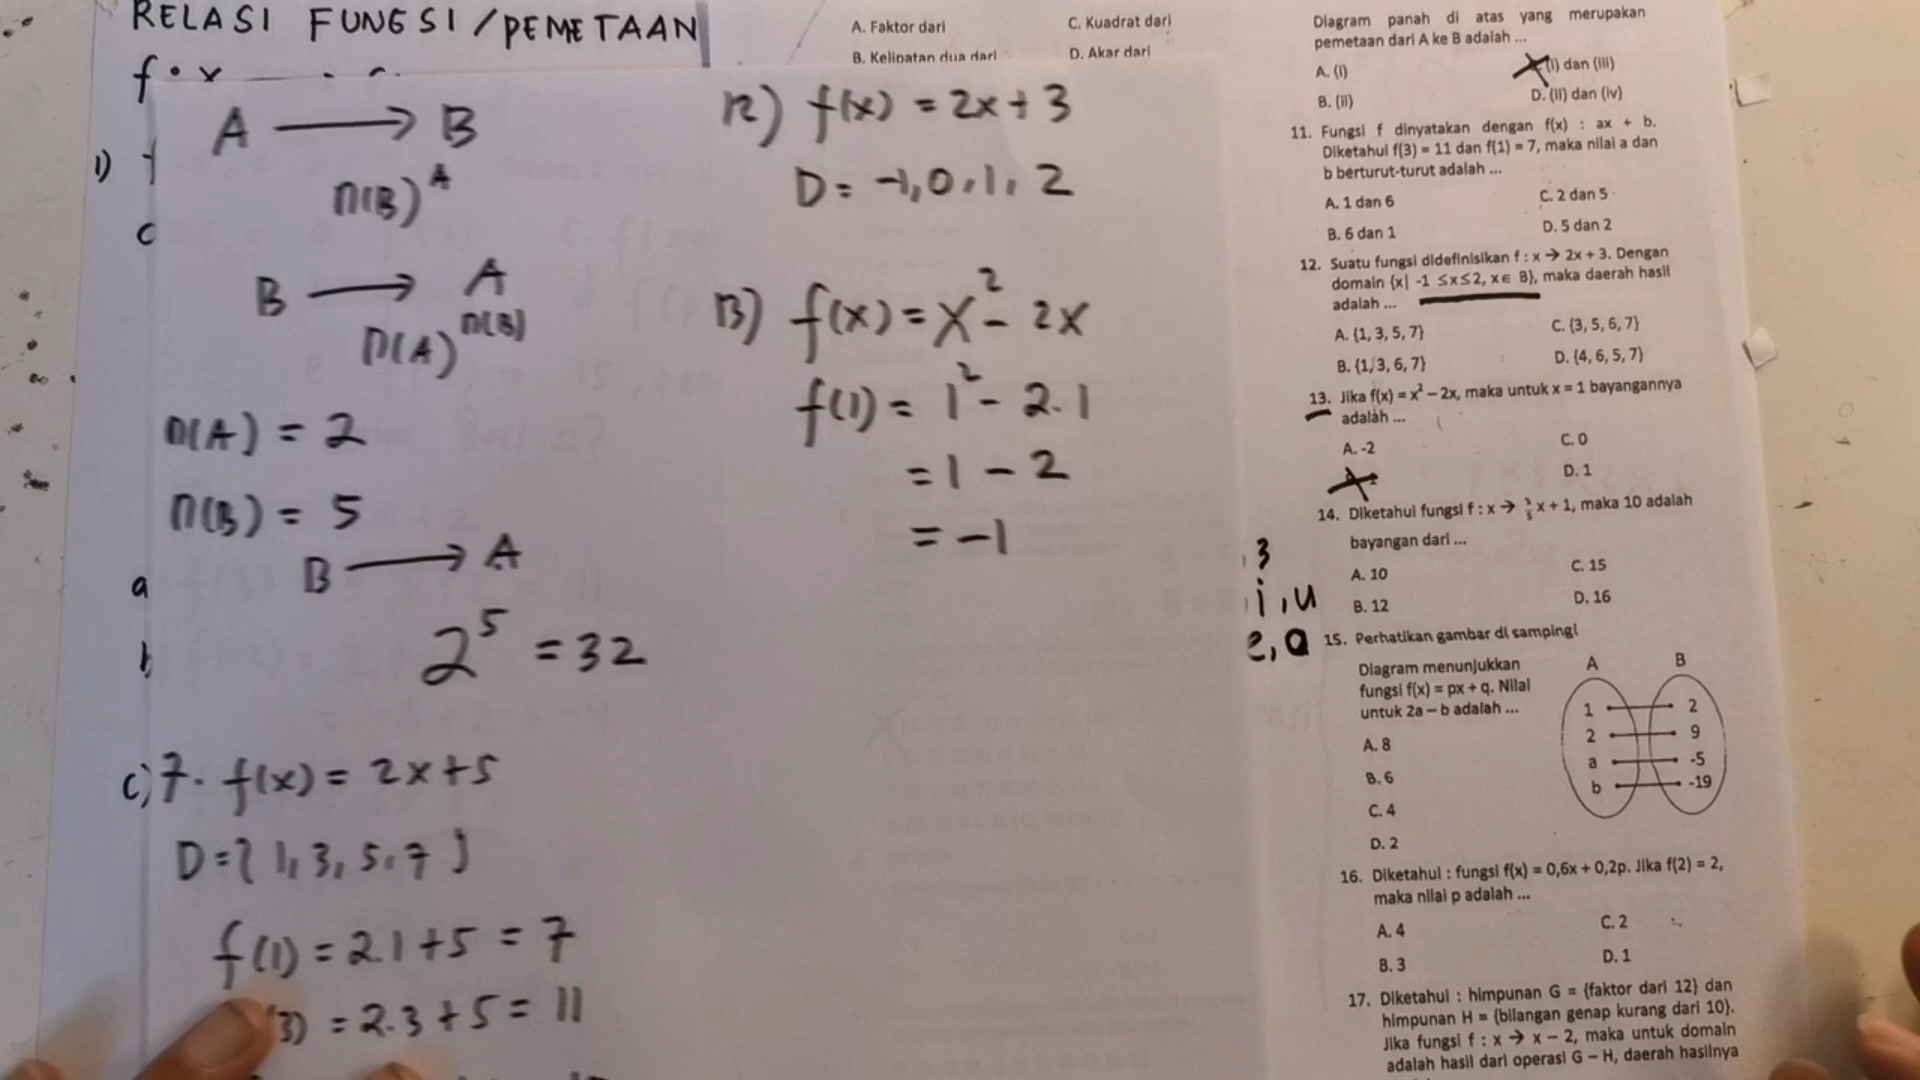 RELASI FUNGSI/PEMETAAN
1)
A → B
n(B)^A
c
B → A
n(A)^n(B)
n(A) = 2
n(B) = 5
B → A
a
2^5 = 32
c) 7. f(x) = 2x+5
D={1, 3, 5, 7}
f(1) = 2.1+5 = 7
3) = 2.3+5 = 11
12) f(x) = 2x+3
D = -1, 0, 1, 2
13) f(x) = x² - 2x
f(1) = 1² - 2.1
= 1 - 2
= -1
, 3
i, u
e, a
A. Faktor dari
C. Kuadrat dari
B. Kelipatan dua dari
D. Akar dari
Diagram panah di atas yang merupakan
pemetaan dari A ke B adalah ...
A. (i)
(i) dan (iii)
B. (ii)
D. (ii) dan (iv)
11. Fungsi f dinyatakan dengan f(x) : ax + b.
Diketahui f(3) = 11 dan f(1) = 7, maka nilai a dan
b berturut-turut adalah ...
A. 1 dan 6
C. 2 dan 5
B. 6 dan 1
D. 5 dan 2
12. Suatu fungsi didefinisikan f : x → 2x + 3. Dengan
domain {x| -1 ≤x≤2, x∈ B}, maka daerah hasil
adalah ...
A. {1, 3, 5, 7}
C. {3, 5, 6, 7}
B. {1, 3, 6, 7}
D. {4, 6, 5, 7}
13. Jika f(x) = x² – 2x, maka untuk x = 1 bayangannya
adalah ...
A. -2
C. 0
D. 1
14. Diketahui fungsi f : x → x + 1, maka 10 adalah
bayangan dari ...
A. 10
C. 15
B. 12
D. 16
15. Perhatikan gambar di samping!
Diagram menunjukkan
fungsi f(x) = px + q. Nilai
untuk 2a – b adalah ...
A. 8
B. 6
C. 4
D. 2
A B
1 2
2 9
a -5
b -19
16. Diketahui : fungsi f(x) = 0,6x + 0,2p. Jika f(2) = 2,
maka nilai p adalah ...
A. 4
C. 2
B. 3
D. 1
17. Diketahui : himpunan G = {faktor dari 12} dan
himpunan H = {bilangan genap kurang dari 10}.
Jika fungsi f : x → x – 2, maka untuk domain
adalah hasil dari operasi G – H, daerah hasilnya